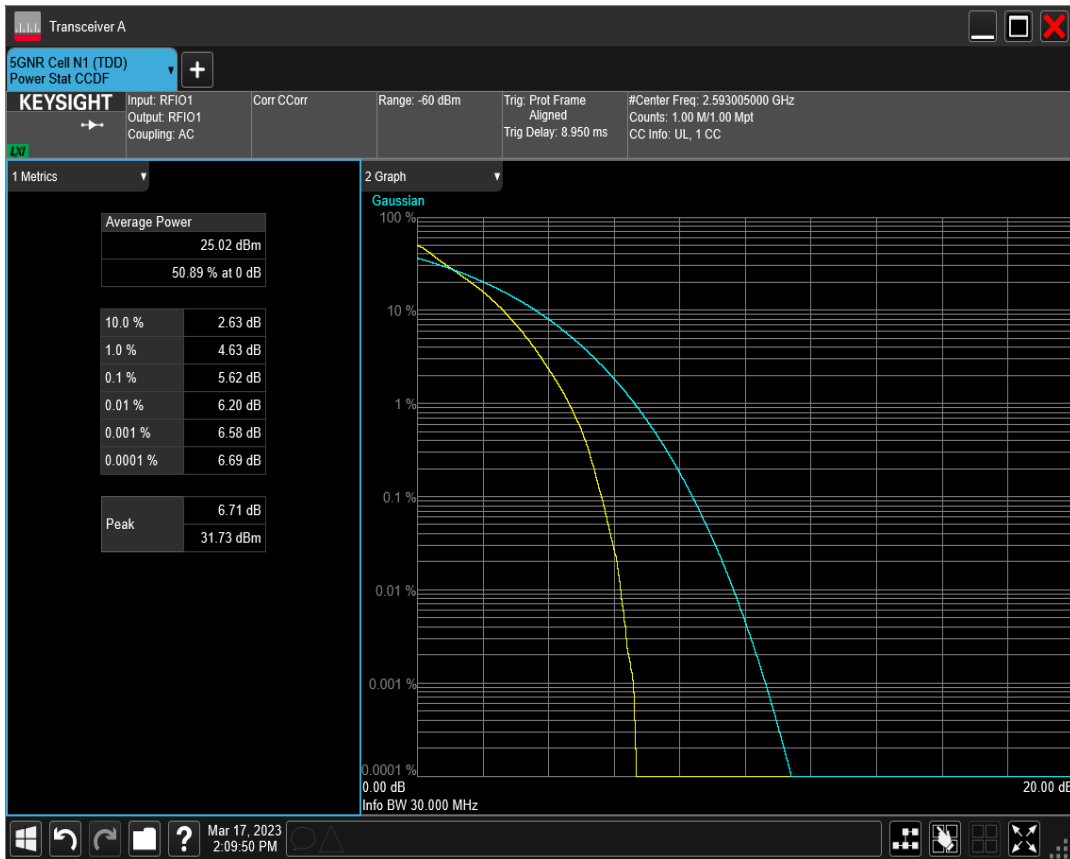 Transceiver A
5GNR Cell N1 (TDD)
Power Stat CCDF
+
KEYSIGHT
LXI
Input: RFIO1
Output: RFIO1
Coupling: AC
Corr CCorr
Range: -60 dBm
Trig: Prot Frame
Aligned
Trig Delay: 8.950 ms
#Center Freq: 2.593005000 GHz
Counts: 1.00 M/1.00 Mpt
CC Info: UL, 1 CC
1 Metrics
Average Power
25.02 dBm
50.89 % at 0 dB
10.0 % 2.63 dB
1.0 % 4.63 dB
0.1 % 5.62 dB
0.01 % 6.20 dB
0.001 % 6.58 dB
0.0001 % 6.69 dB
Peak 6.71 dB
31.73 dBm
2 Graph
Gaussian
100 %
10 %
1 %
0.1 %
0.01 %
0.001 %
0.0001 %
0.00 dB 20.00 dB
Info BW 30.000 MHz
?
Mar 17, 2023
2:09:50 PM